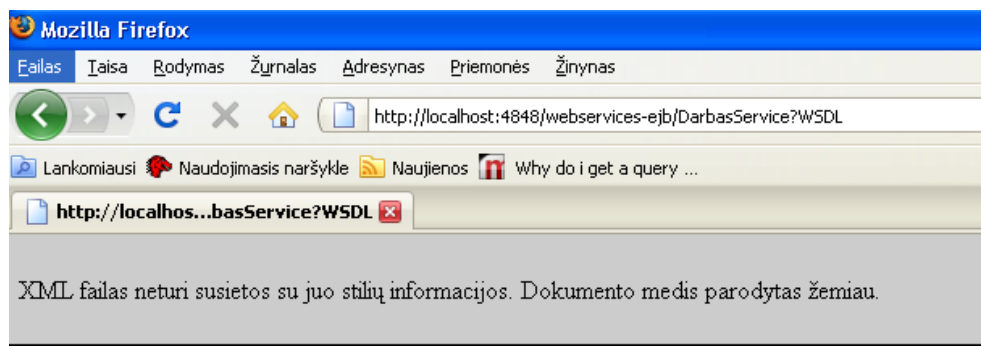 Mozilla Firefox
Failas Taisa Rodymas Žurnalas Adresynas Priemonės Žinynas
http://localhost:4848/webservices-ejb/DarbasService?WSDL
Lankomiausi Naudojimasis naršykle Naujienos Why do i get a query ...
http://localhos...basService?WSDL
XML failas neturi susietos su juo stilių informacijos. Dokumento medis parodytas žemiau.